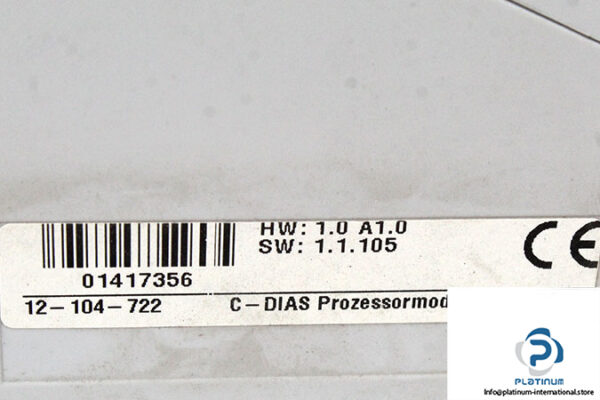 HW: 1.0 A1.0
SW: 1.1.105
01417356
12-104-722 C-DIAS Prozessormod
CE
PLATINUM
Info@platinum-international.store